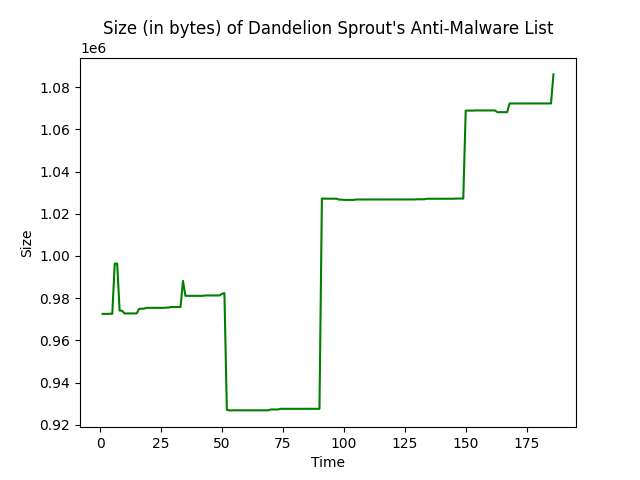 Size (in bytes) of Dandelion Sprout's Anti-Malware List
1e6
1.08
1.06
1.04
1.02
1.00
0.98
0.96
0.94
0.92
Size
0 25 50 75 100 125 150 175
Time